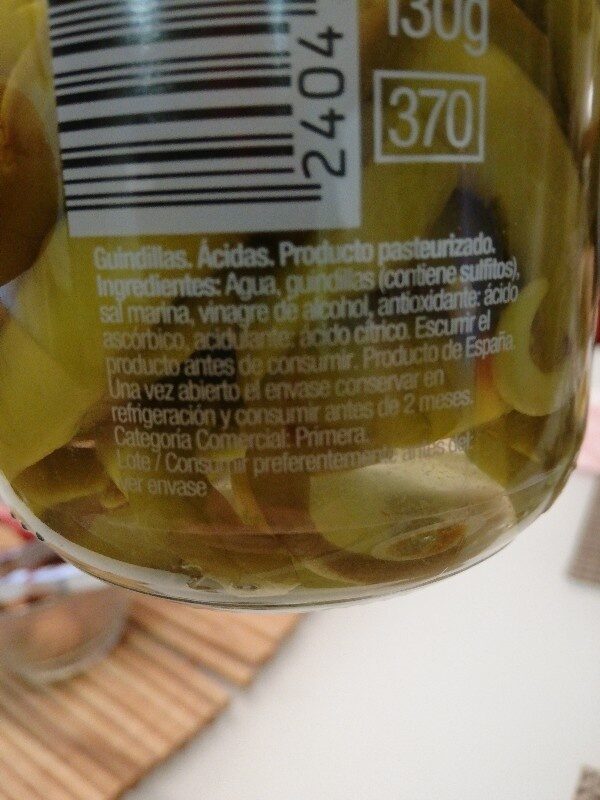 130g
370
2404
Guindillas. Ácidas. Producto pasteurizado.
Ingredientes: Agua, guindillas (contiene sulfitos),
sal marina, vinagre de alcohol, antioxidante: ácido
ascórbico, acidulante: ácido cítrico. Escurrir el
producto antes de consumir. Producto de España.
Una vez abierto el envase conservar en
refrigeración y consumir antes de 2 meses.
Categoría Comercial: Primera.
Lote / Consumir preferentemente antes del:
Ver envase